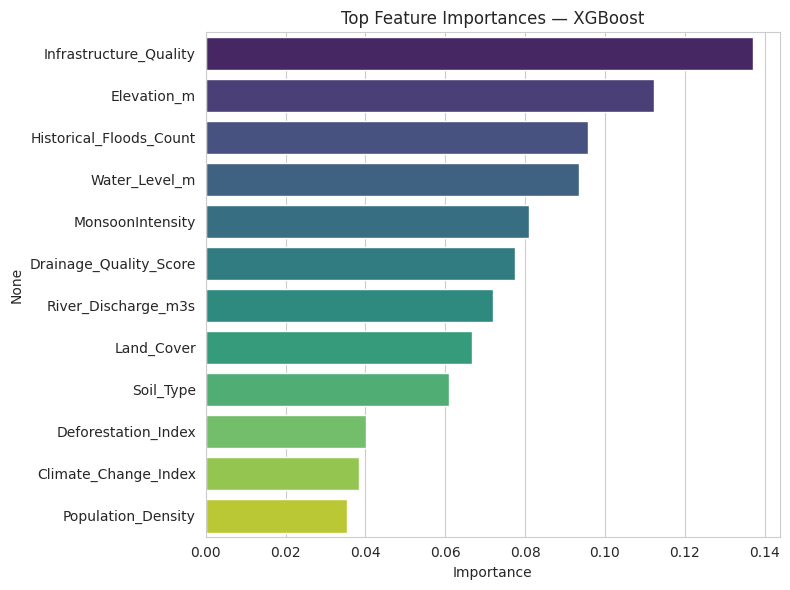 Top Feature Importances — XGBoost
Infrastructure_Quality
Elevation_m
Historical_Floods_Count
Water_Level_m
MonsoonIntensity
Drainage_Quality_Score
River_Discharge_m3s
Land_Cover
Soil_Type
Deforestation_Index
Climate_Change_Index
Population_Density
None
0.00 0.02 0.04 0.06 0.08 0.10 0.12 0.14
Importance